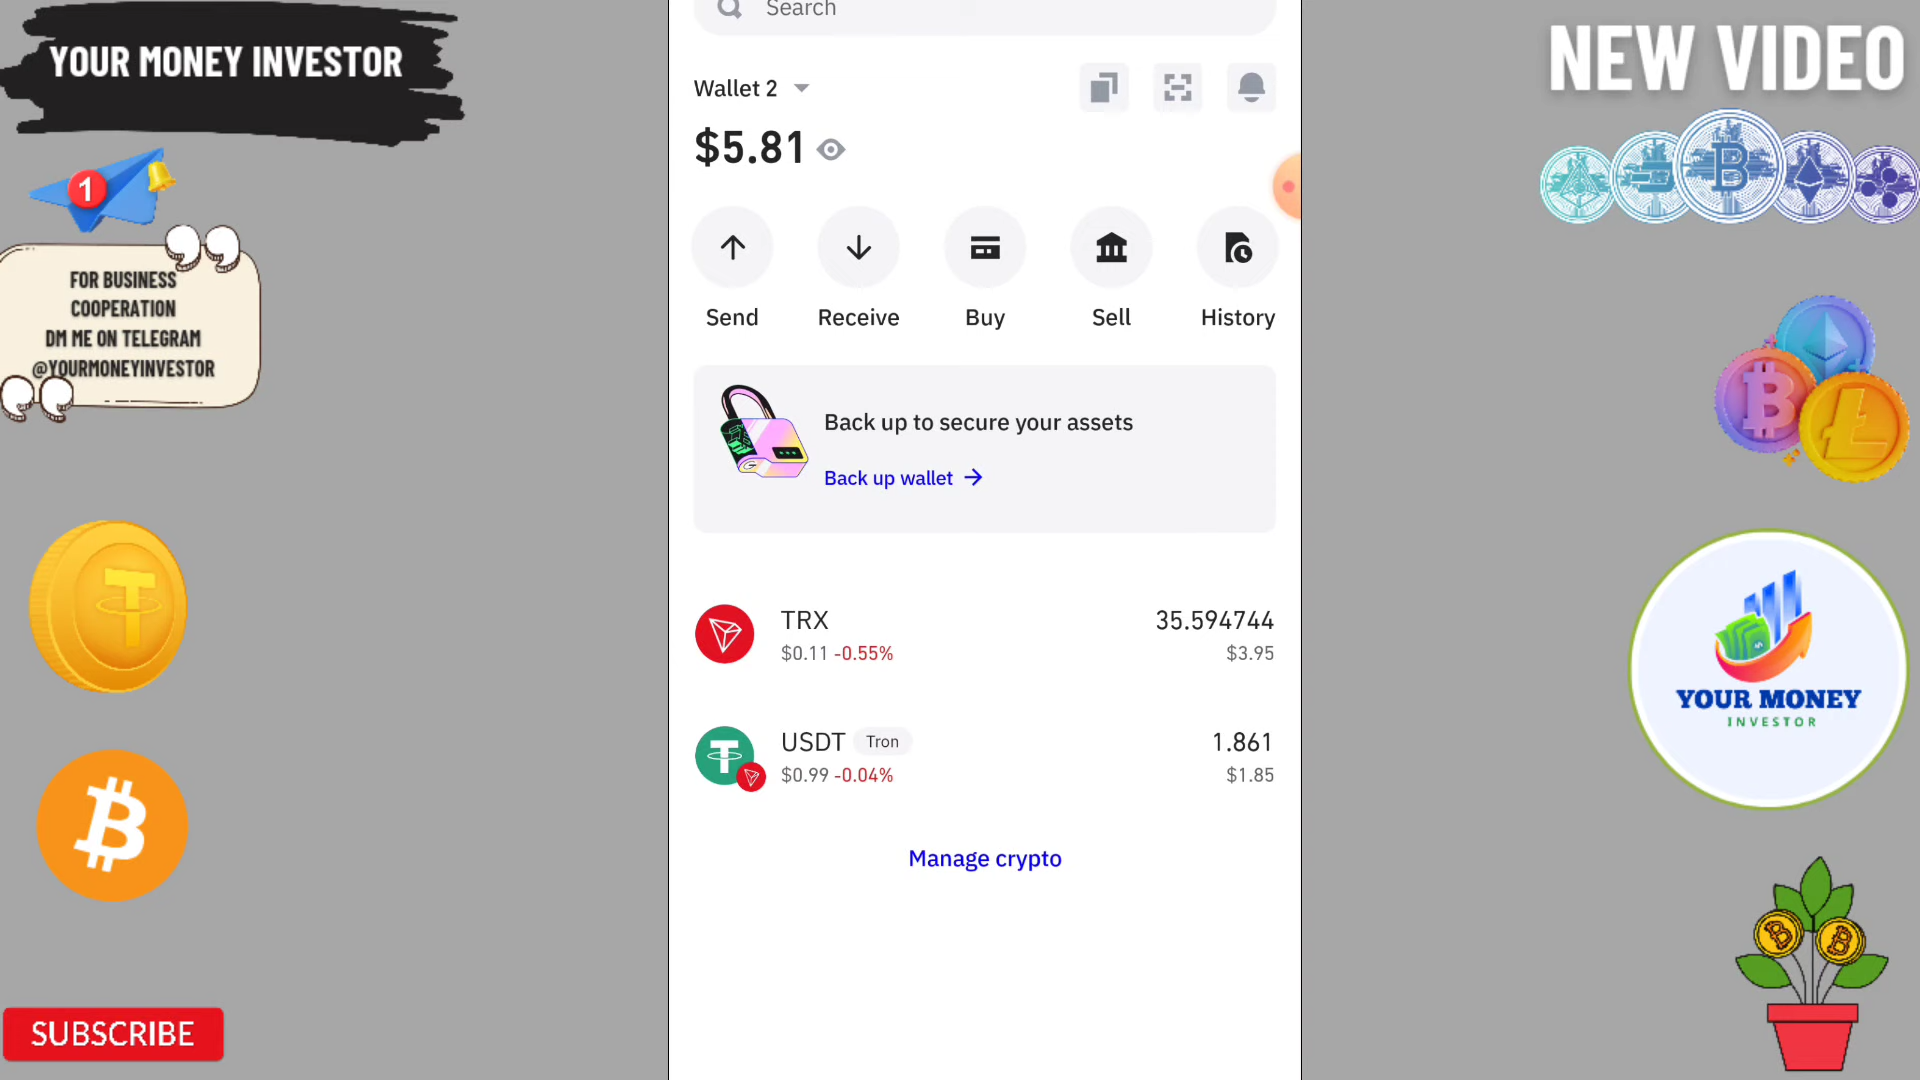 YOUR MONEY INVESTOR
1
FOR BUSINESS
COOPERATION
DM ME ON TELEGRAM
@YOURMONEYINVESTOR
SUBSCRIBE
Search
Wallet 2
$5.81
Send
Receive
Buy
Sell
History
Back up to secure your assets
Back up wallet →
TRX
35.594744
$0.11 -0.55%
$3.95
USDT Tron
1.861
$0.99 -0.04%
$1.85
Manage crypto
NEW VIDEO
YOUR MONEY
INVESTOR